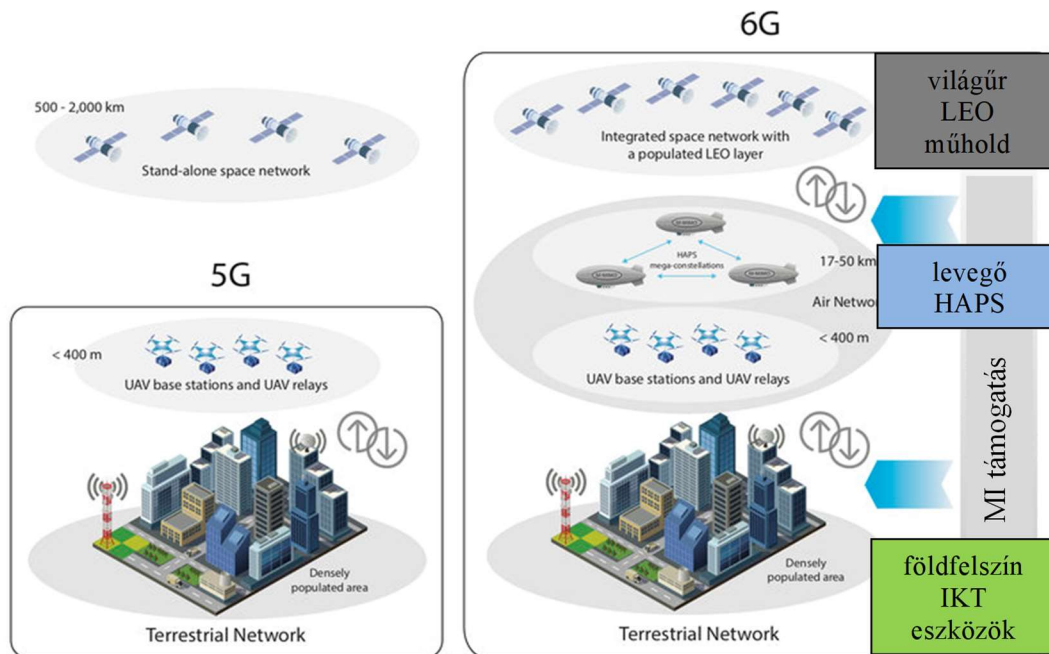 6G
500 - 2,000 km
Stand-alone space network
5G
< 400 m
UAV base stations and UAV relays
Densely
populated area
Terrestrial Network
Integrated space network with
a populated LEO layer
HAPS
mega-constellations
17-50 km
Air Network
< 400 m
UAV base stations and UAV relays
Densely
populated area
Terrestrial Network
világűr
LEO
műhold
levegő
HAPS
MI támogatás
földfelszín
IKT
eszközök